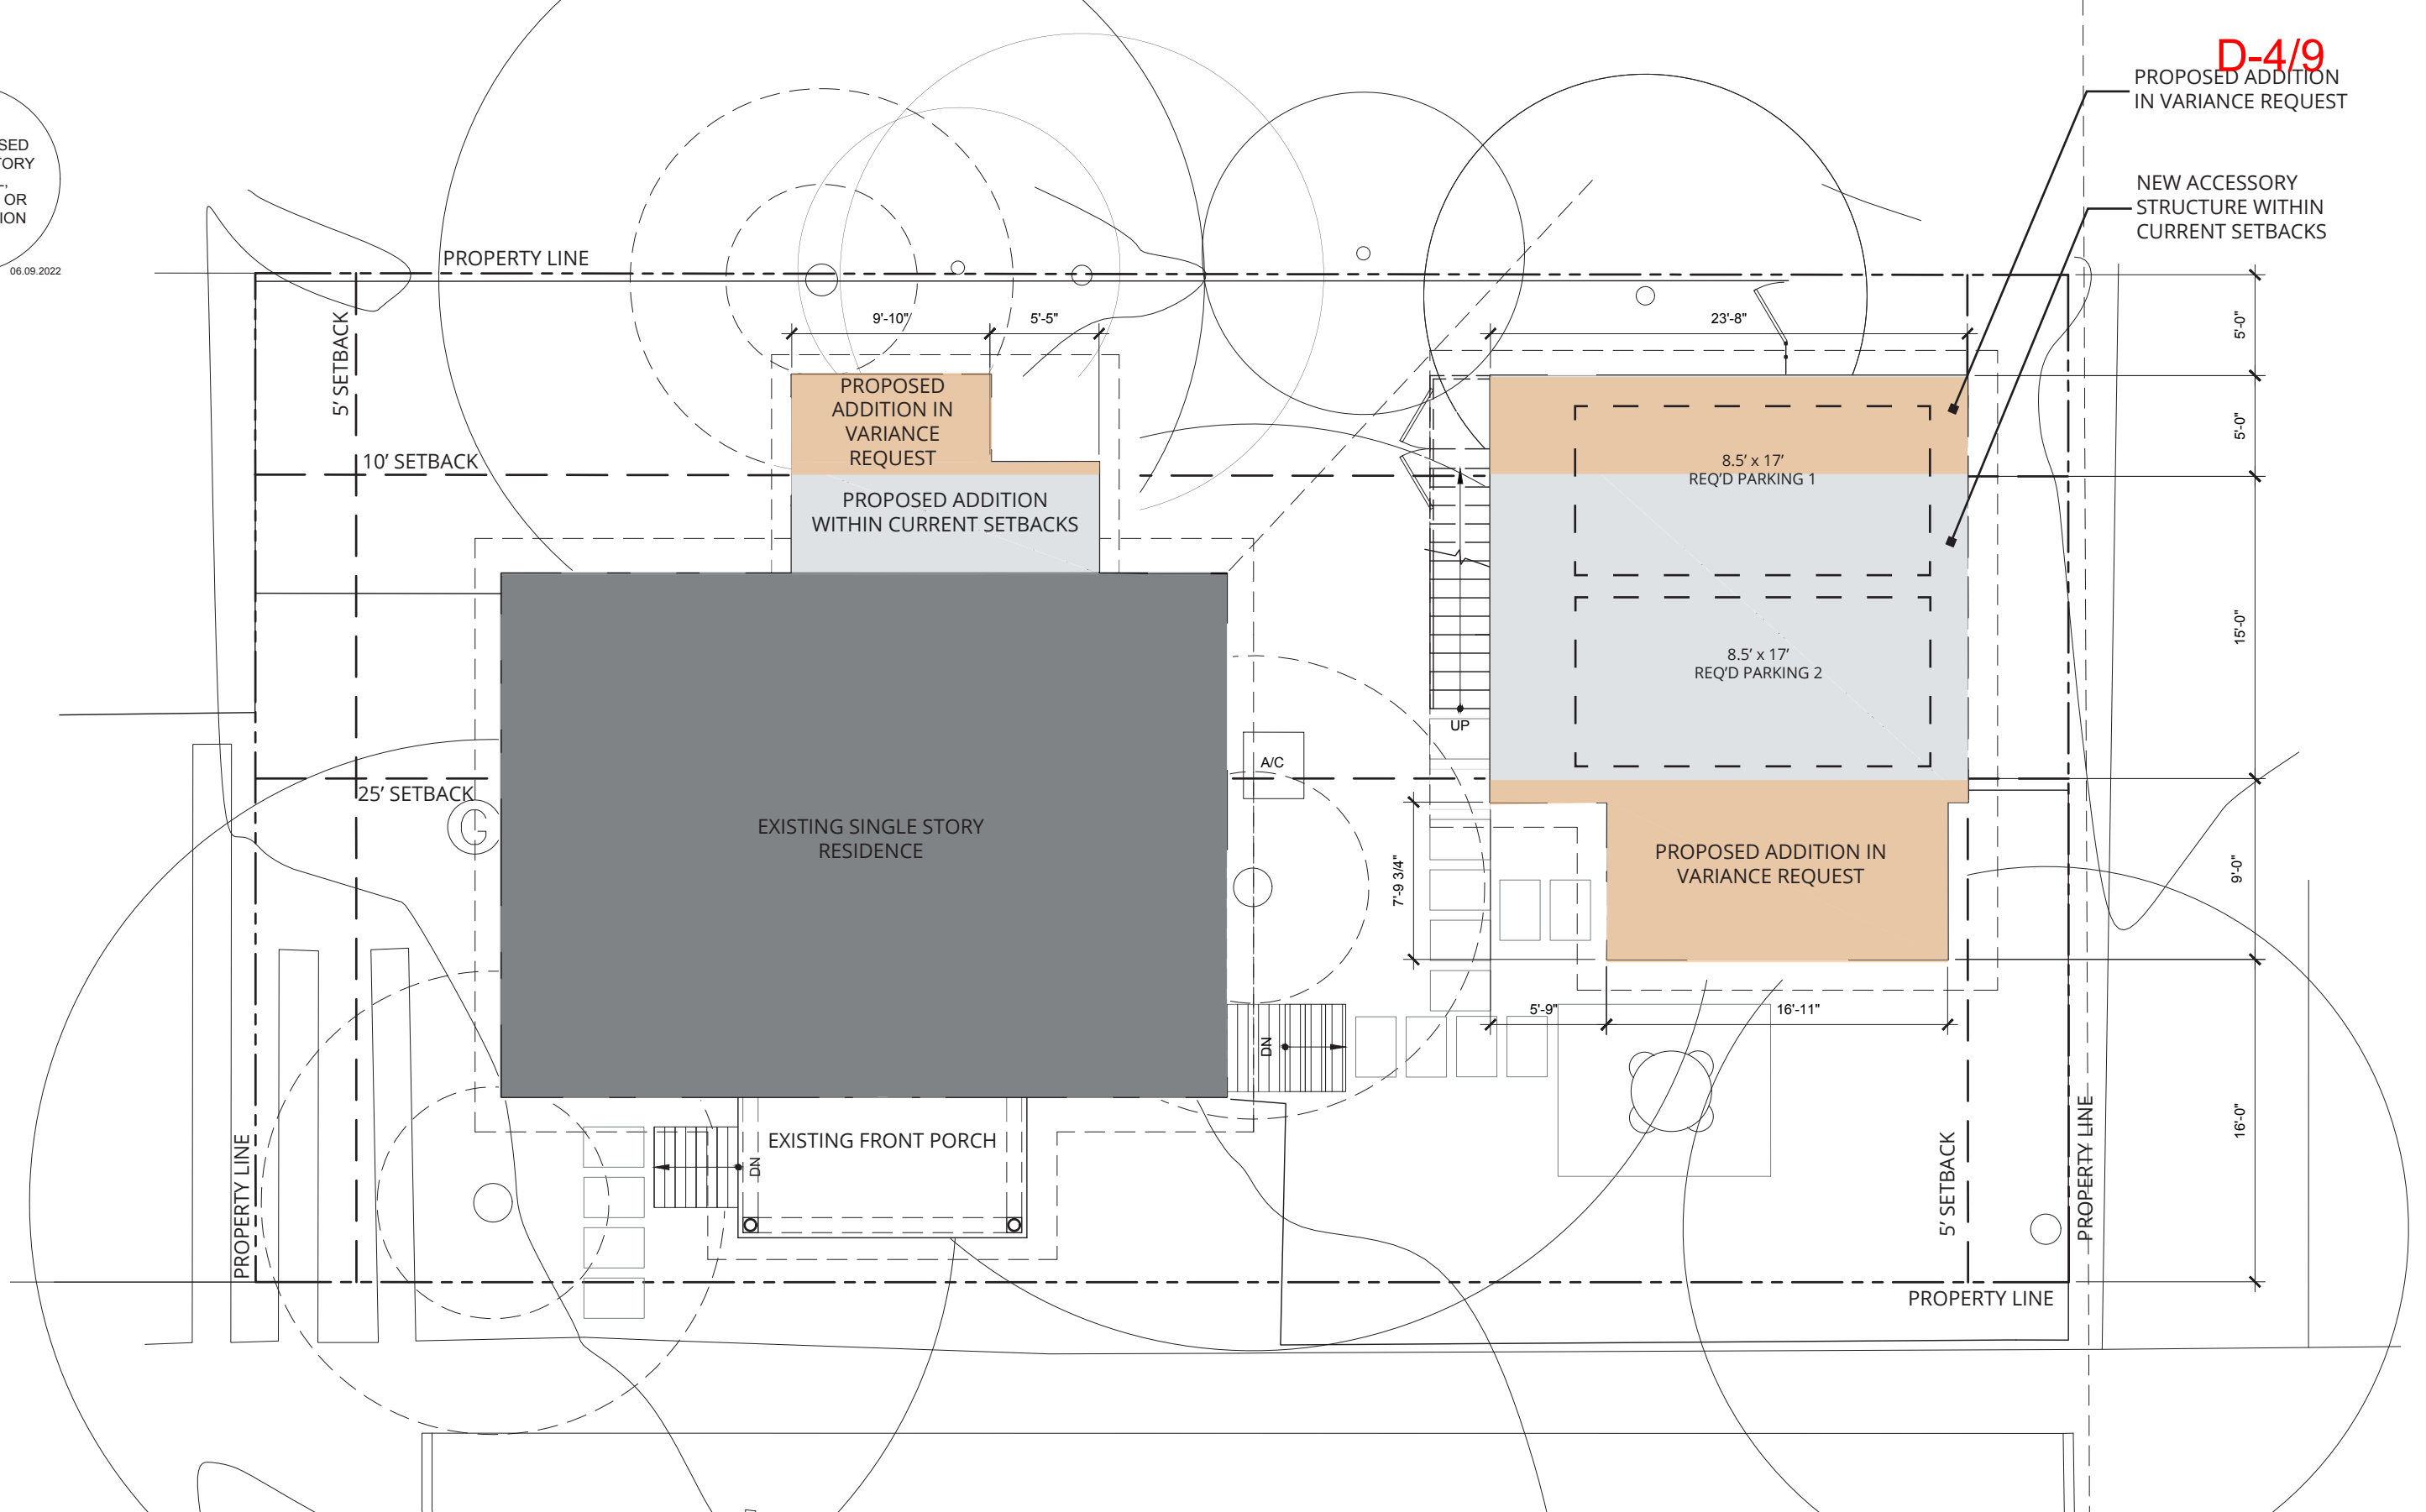 D-4/9
PROPOSED ADDITION
IN VARIANCE REQUEST
SED
TORY
OR
ION
06.09.2022
NEW ACCESSORY
STRUCTURE WITHIN
CURRENT SETBACKS
PROPERTY LINE
5' SETBACK
9'-10"
5'-5"
23'-8"
5'-0"
PROPOSED
ADDITION IN
VARIANCE
REQUEST
5'-0"
10' SETBACK
8.5' x 17'
REQ'D PARKING 1
PROPOSED ADDITION
WITHIN CURRENT SETBACKS
15'-0"
8.5' x 17'
REQ'D PARKING 2
UP
A/C
25' SETBACK
G
EXISTING SINGLE STORY
RESIDENCE
7'-9 3/4"
PROPOSED ADDITION IN
VARIANCE REQUEST
9'-0"
5'-9"
16'-11"
DN
EXISTING FRONT PORCH
DN
16'-0"
PROPERTY LINE
5' SETBACK
PROPERTY LINE
PROPERTY LINE